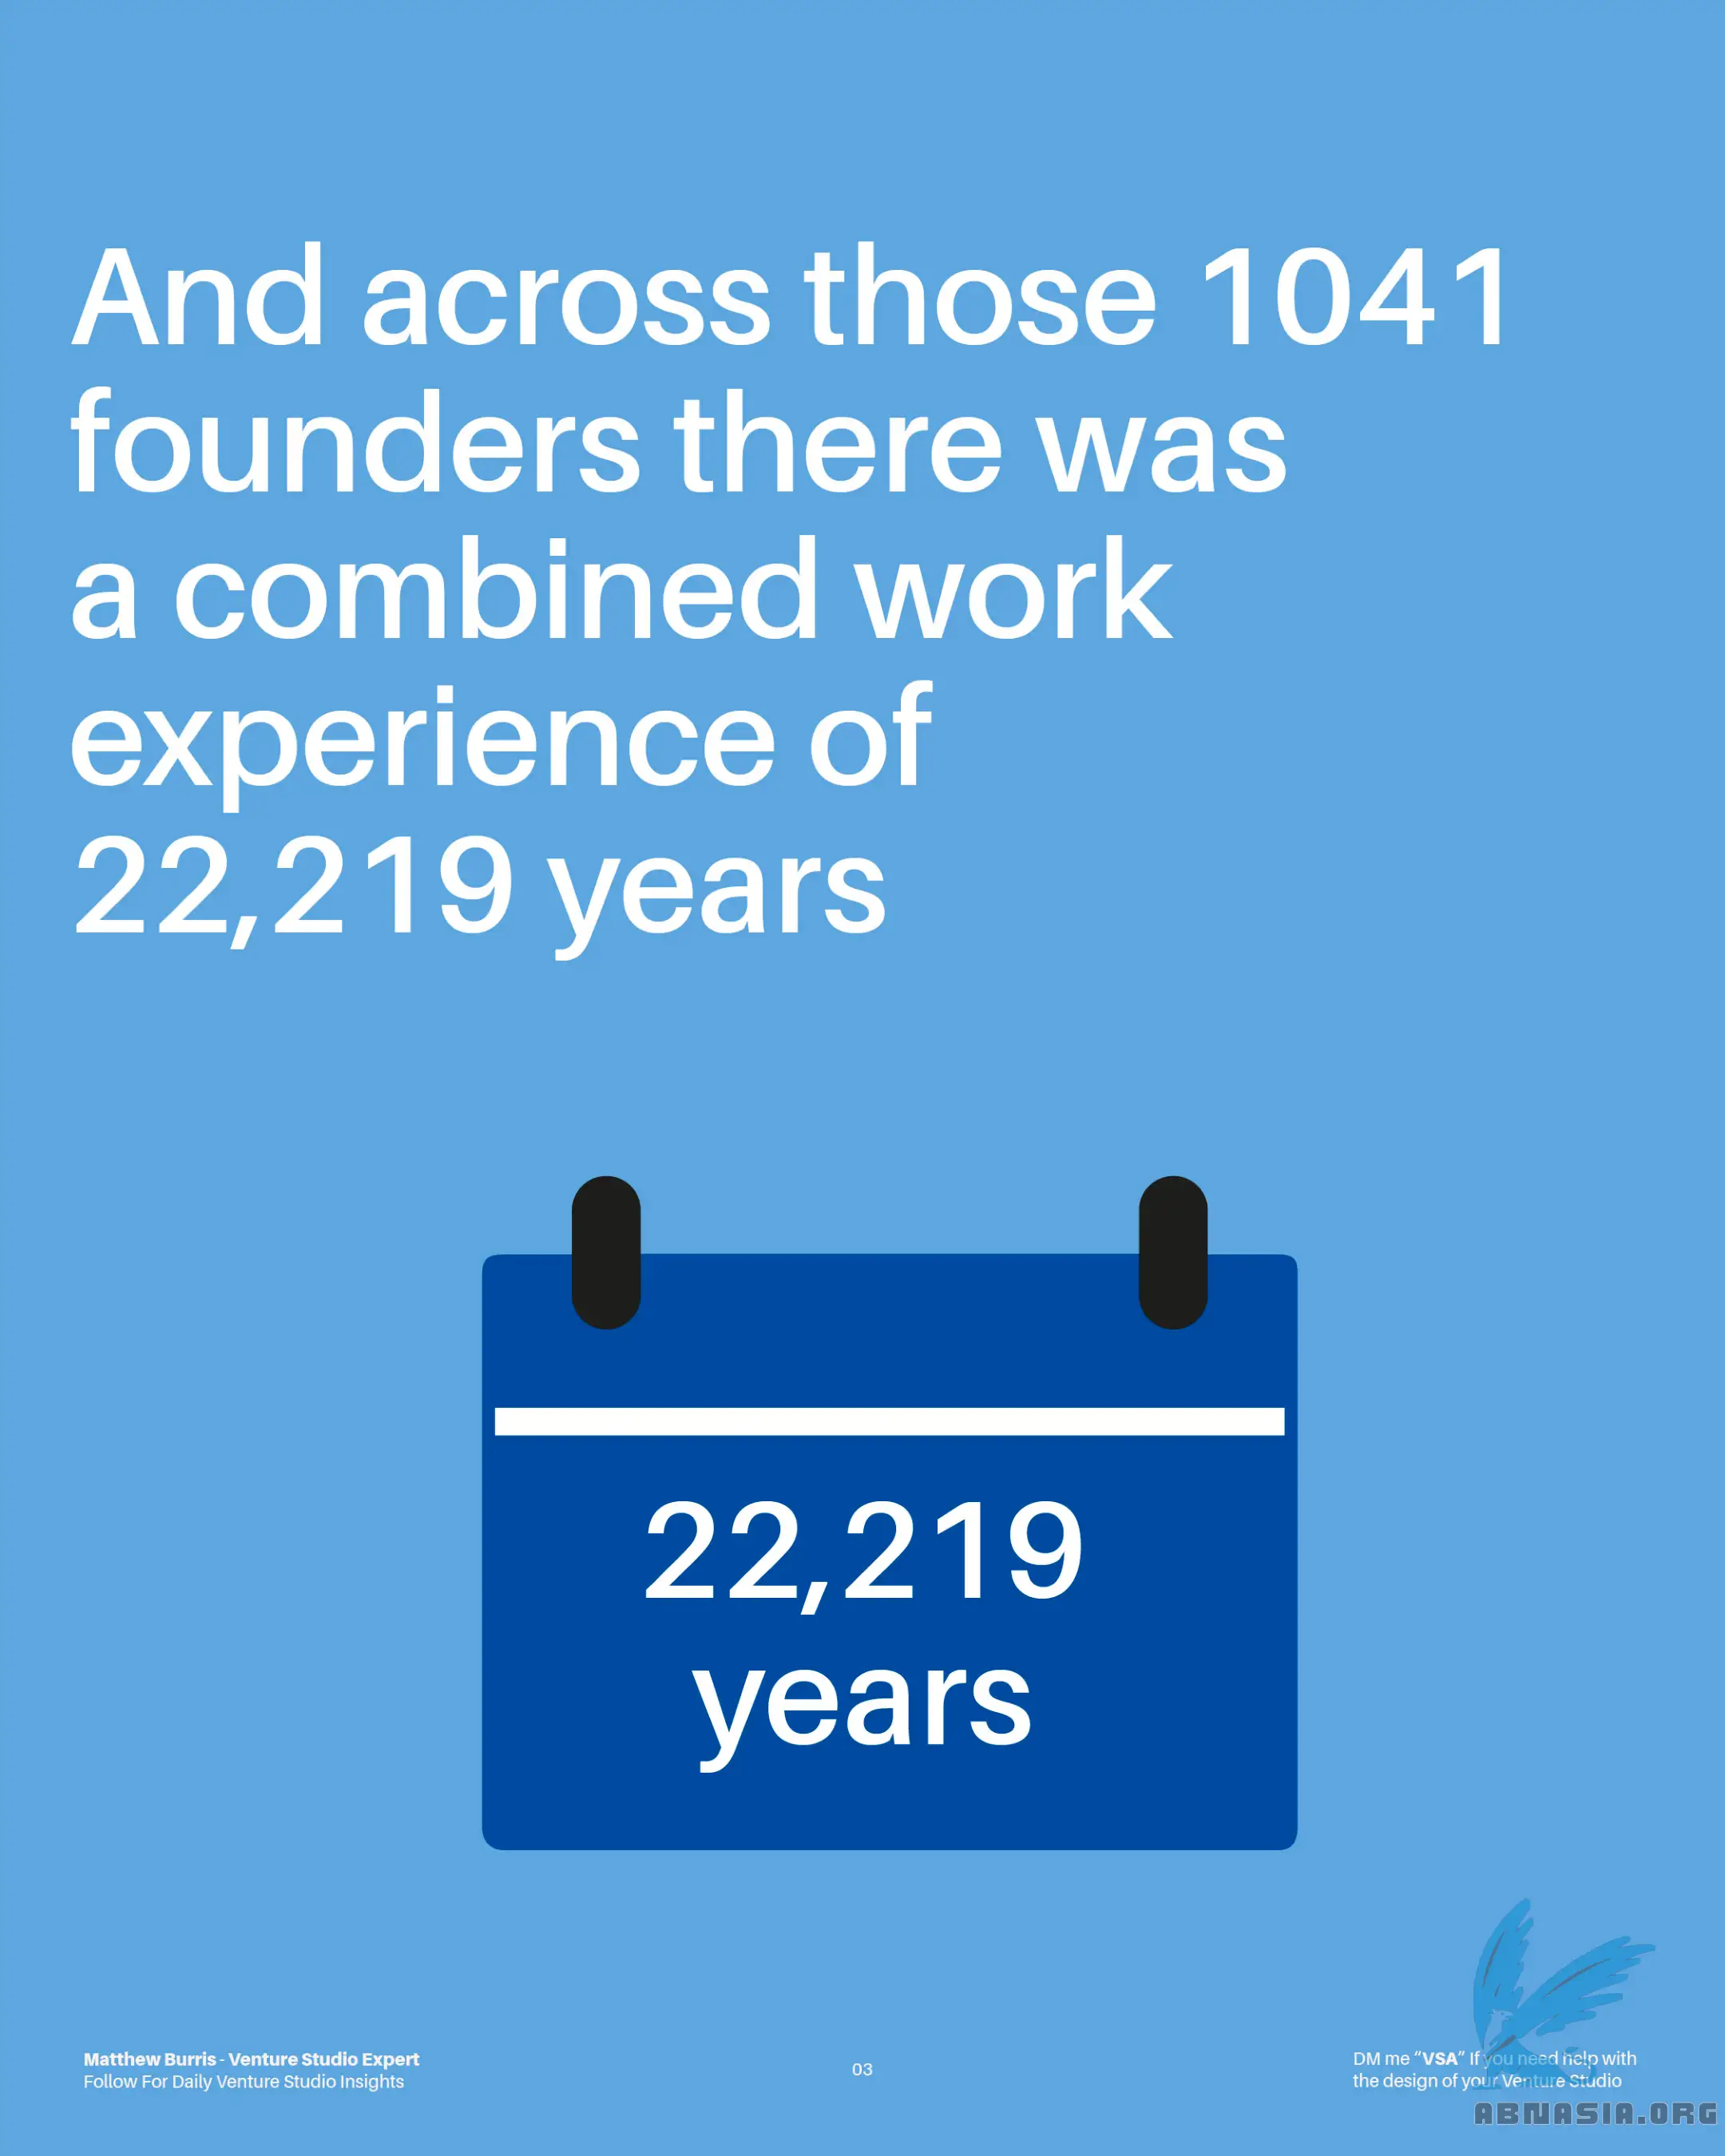 And across those 1041
founders there was
a combined work
experience of
22,219 years
22,219
years
Matthew Burris - Venture Studio Expert
Follow For Daily Venture Studio Insights
03
DM me “VSA” If you need help with
the design of your Venture Studio
ABNASIA.ORG